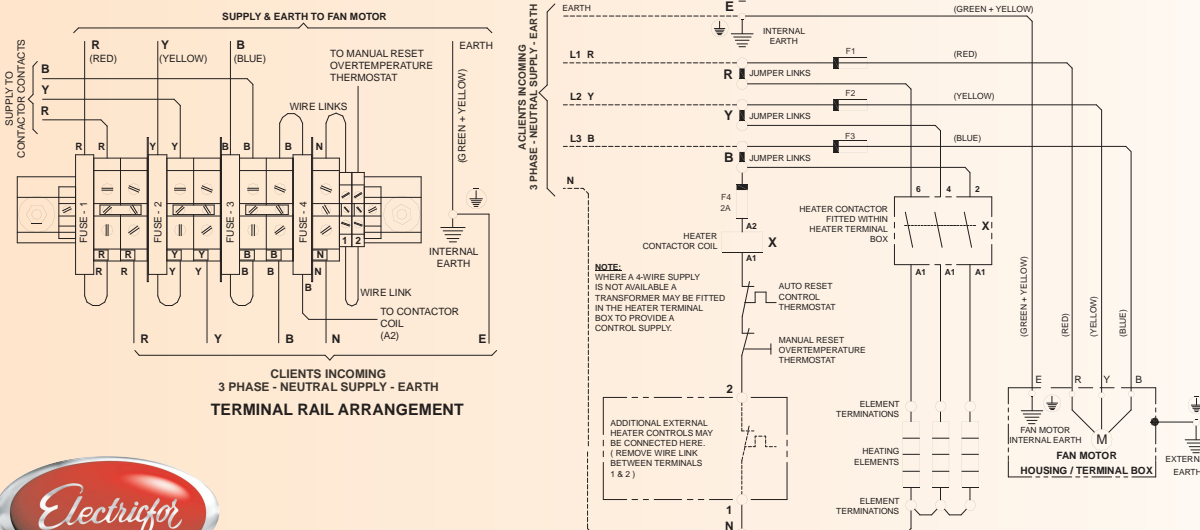 SUPPLY & EARTH TO FAN MOTOR
SUPPLY TO
CONTACTOR CONTACTS
R
(RED)
Y
(YELLOW)
B
(BLUE)
TO MANUAL RESET
OVERTEMPERATURE
THERMOSTAT
EARTH
(GREEN + YELLOW)
B
Y
R
WIRE LINKS
R R Y Y B B B N
FUSE - 1
FUSE - 2
FUSE - 3
FUSE - 4
1 2
R R Y Y B B N
R R Y Y B B N
B
INTERNAL
EARTH
WIRE LINK
TO CONTACTOR
COIL
(A2)
R Y B N E
CLIENTS INCOMING
3 PHASE - NEUTRAL SUPPLY - EARTH
TERMINAL RAIL ARRANGEMENT
Electricfor
ACLIENTS INCOMING
3 PHASE - NEUTRAL SUPPLY - EARTH
EARTH
E
(GREEN + YELLOW)
INTERNAL
EARTH
L1 R
F1
(RED)
R
JUMPER LINKS
L2 Y
F2
(YELLOW)
Y
JUMPER LINKS
L3 B
F3
(BLUE)
B
JUMPER LINKS
N
F4
2A
A2
HEATER
CONTACTOR COIL
X
A1
6 4 2
HEATER CONTACTOR
FITTED WITHIN
HEATER TERMINAL
BOX
X
A1 A1 A1
NOTE:
WHERE A 4-WIRE SUPPLY
IS NOT AVAILABLE A
TRANSFORMER MAY BE FITTED
IN THE HEATER TERMINAL
BOX TO PROVIDE A
CONTROL SUPPLY.
AUTO RESET
CONTROL
THERMOSTAT
MANUAL RESET
OVERTEMPERATURE
THERMOSTAT
2
ADDITIONAL EXTERNAL
HEATER CONTROLS MAY
BE CONNECTED HERE.
( REMOVE WIRE LINK
BETWEEN TERMINALS
1 & 2 )
1
N
ELEMENT
TERMINATIONS
HEATING
ELEMENTS
ELEMENT
TERMINATIONS
(GREEN + YELLOW)
(RED)
(YELLOW)
(BLUE)
E R Y B
FAN MOTOR
INTERNAL EARTH
M
FAN MOTOR
HOUSING / TERMINAL BOX
EXTERN
EARTH